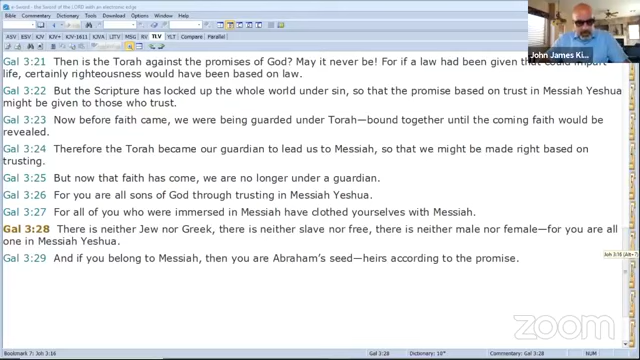 e-Sword - the Sword of the LORD with an electronic edge
Bible Commentary Dictionary Tools Options Window Help
ASV ESV HCSB KJV KJV-1611 KJV+ ISV MSG RV TLV YLT Compare Parallel
Gal 3:21 Then is the Torah against the promises of God? May it never be! For if a law had been given that could impart
life, certainly righteousness would have been based on law.
Gal 3:22 But the Scripture has locked up the whole world under sin, so that the promise based on trust in Messiah Yeshua
might be given to those who trust.
Gal 3:23 Now before faith came, we were being guarded under Torah—bound together until the coming faith would be
revealed.
Gal 3:24 Therefore the Torah became our guardian to lead us to Messiah, so that we might be made right based on
trusting.
Gal 3:25 But now that faith has come, we are no longer under a guardian.
Gal 3:26 For you are all sons of God through trusting in Messiah Yeshua.
Gal 3:27 For all of you who were immersed in Messiah have clothed yourselves with Messiah.
Gal 3:28 There is neither Jew nor Greek, there is neither slave nor free, there is neither male nor female—for you are all
one in Messiah Yeshua.
Gal 3:29 And if you belong to Messiah, then you are Abraham's seed—heirs according to the promise.
John James Ki...
Joh 3:16 (Alt+7)
zoom
Bookmark 7: Joh 3:16
Gal 3:28
Dictionary: 10°
Commentary: Gal 3:28